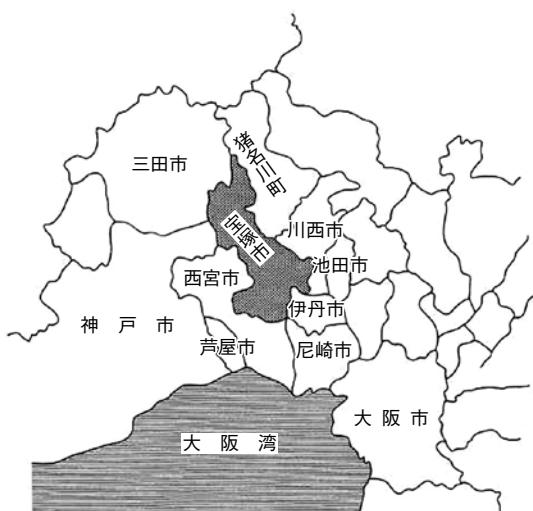 三田市
猪名川町
宝塚市
川西市
池田市
西宮市
伊丹市
神戸市
芦屋市
尼崎市
大阪市
大阪湾